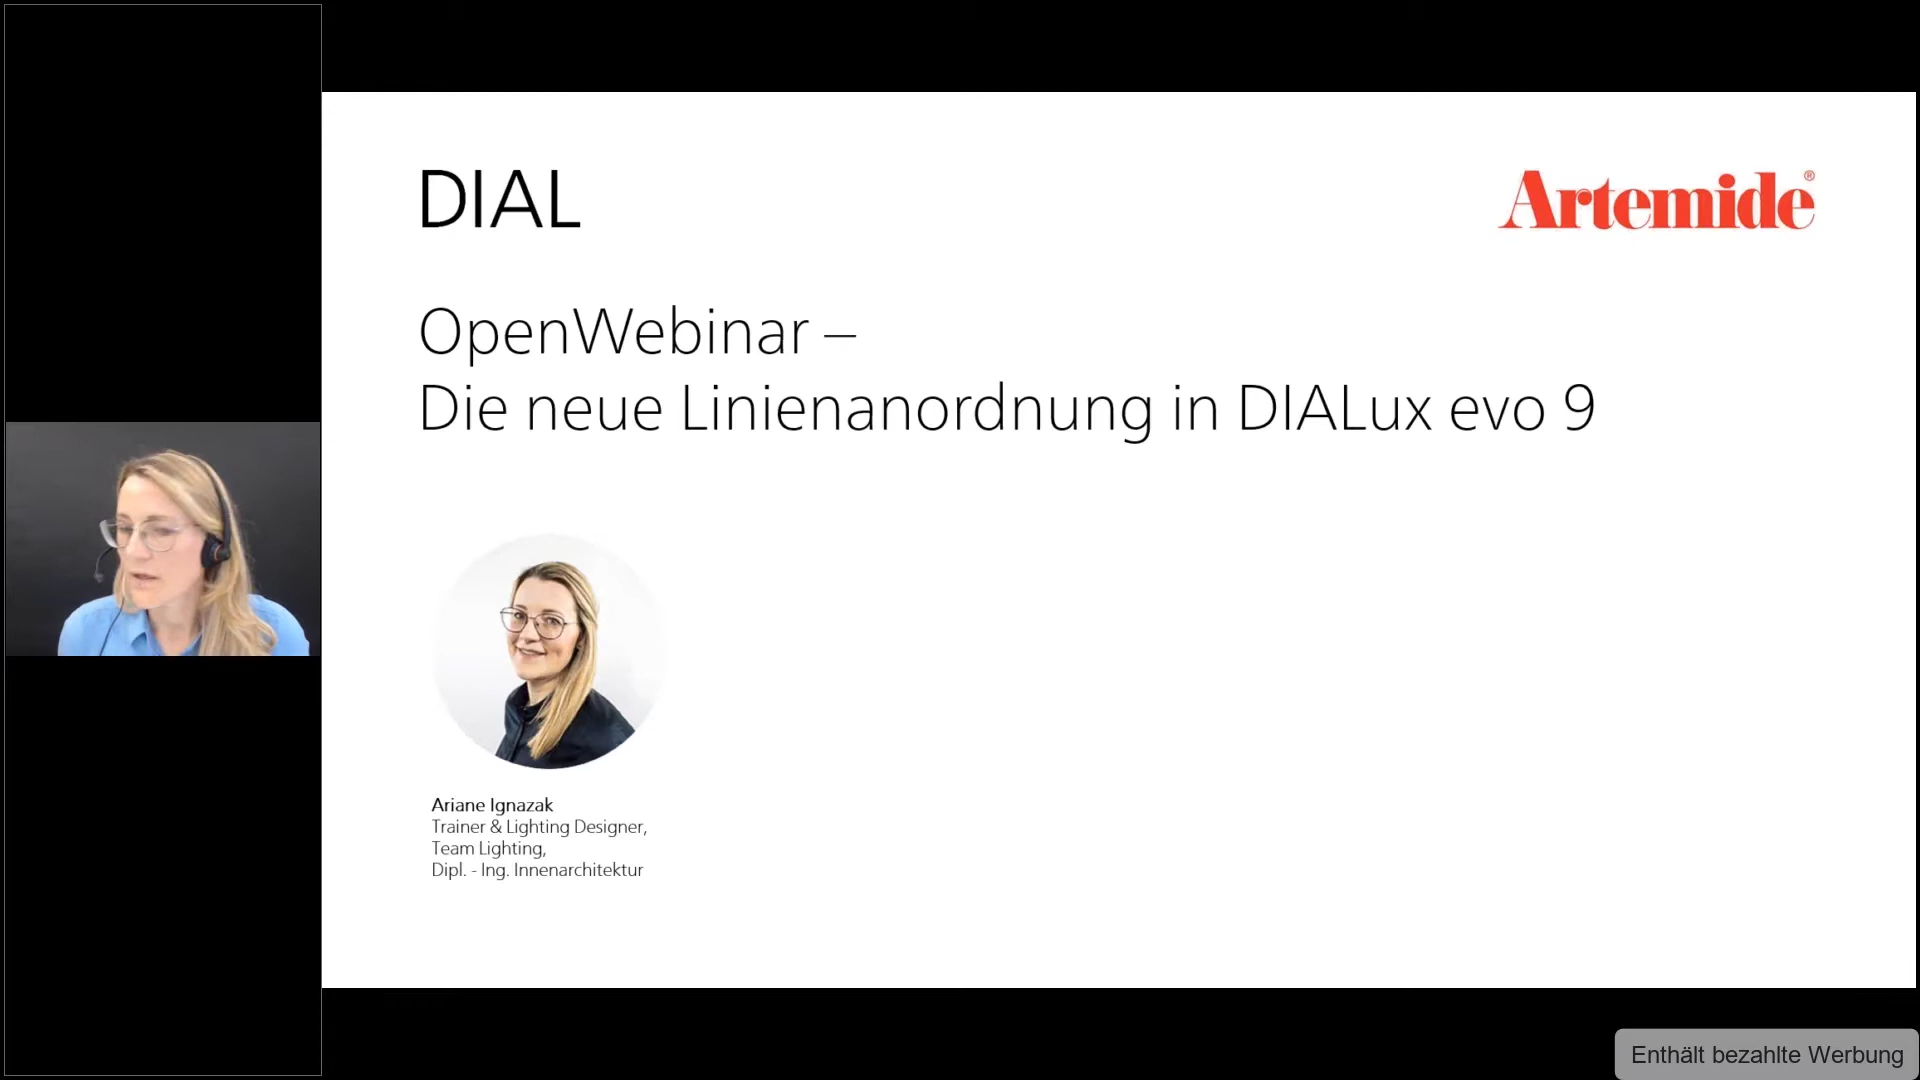 DIAL
Artemide®
OpenWebinar –
Die neue Linienanordnung in DIALux evo 9
Ariane Ignazak
Trainer & Lighting Designer,
Team Lighting,
Dipl. - Ing. Innenarchitektur
Enthält bezahlte Werbung